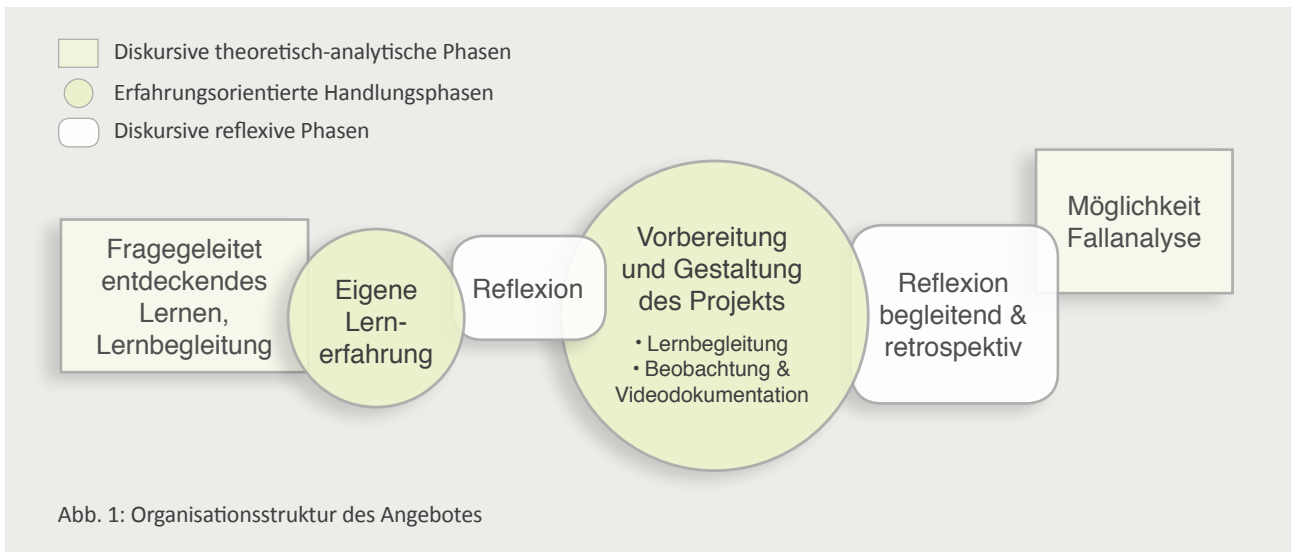 Diskursive theoretisch-analytische Phasen
Erfahrungsorientierte Handlungsphasen
Diskursive reflexive Phasen
Fragegeleitet
entdeckendes
Lernen,
Lernbegleitung
Eigene
Lern-
erfahrung
Reflexion
Vorbereitung
und Gestaltung
des Projekts
• Lernbegleitung
• Beobachtung &
Videodokumentation
Reflexion
begleitend &
retrospektiv
Möglichkeit
Fallanalyse
Abb. 1: Organisationsstruktur des Angebotes